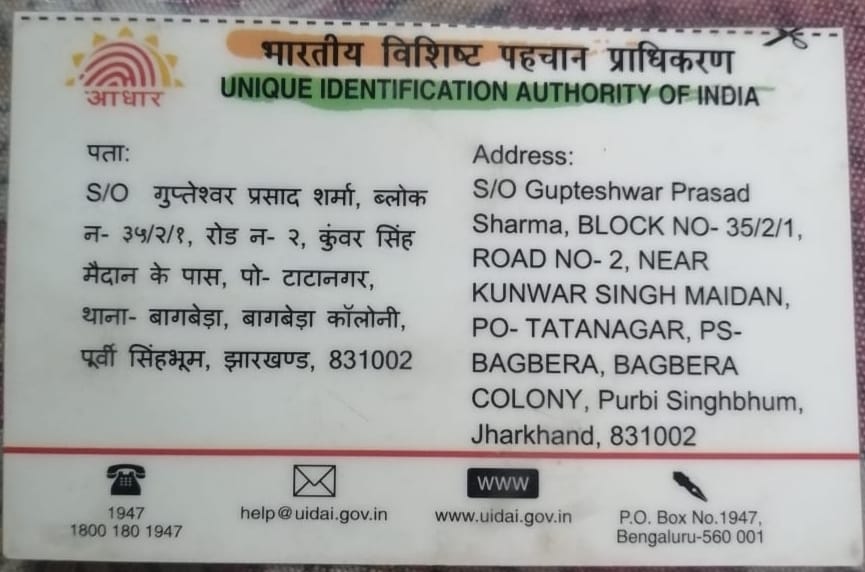 भारतीय विशिष्ट पहचान प्राधिकरण
UNIQUE IDENTIFICATION AUTHORITY OF INDIA
आधार
पता:
S/O गुप्तेश्वर प्रसाद शर्मा, ब्लोक
न- ३५/२/१, रोड न- २, कुंवर सिंह
मैदान के पास, पो- टाटानगर,
थाना- बागबेड़ा, बागबेड़ा कॉलोनी,
पूर्वी सिंहभूम, झारखण्ड, 831002
Address:
S/O Gupteshwar Prasad
Sharma, BLOCK NO- 35/2/1,
ROAD NO- 2, NEAR
KUNWAR SINGH MAIDAN,
PO- TATANAGAR, PS-
BAGBERA, BAGBERA
COLONY, Purbi Singhbhum,
Jharkhand, 831002
1947
1800 180 1947
help@uidai.gov.in
www
www.uidai.gov.in
P.O. Box No.1947,
Bengaluru-560 001